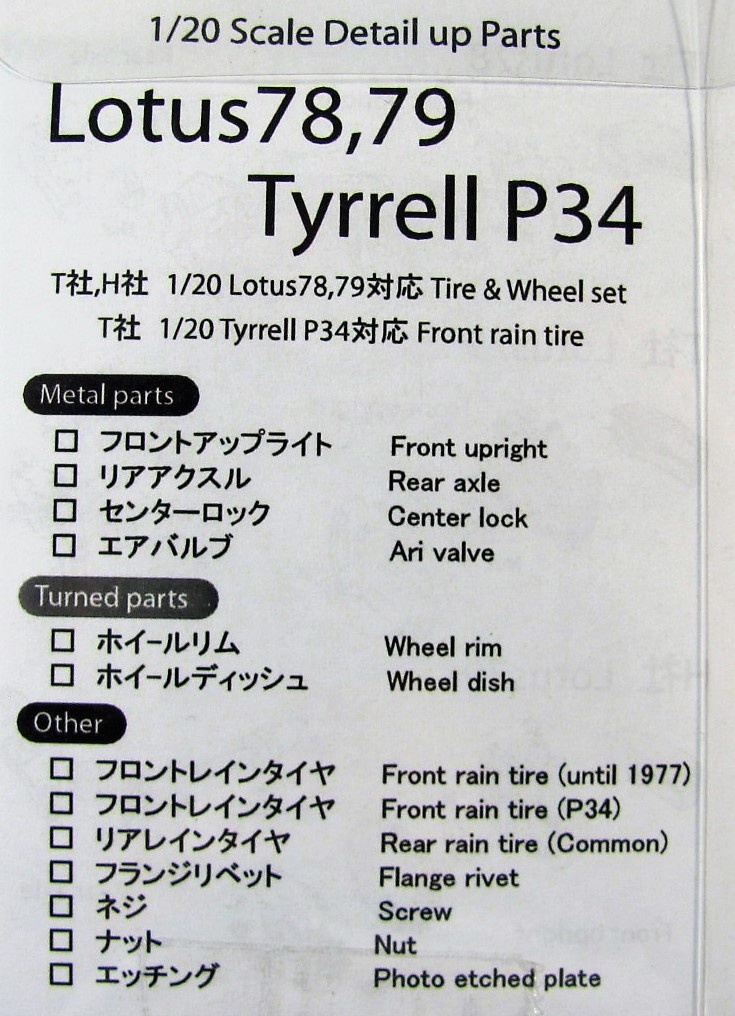 1/20 Scale Detail up Parts
Lotus78,79
Tyrrell P34
T社,H社 1/20 Lotus78,79対応 Tire & Wheel set
T社 1/20 Tyrrell P34対応 Front rain tire
Metal parts
□ フロントアップライト Front upright
□ リアアクスル Rear axle
□ センターロック Center lock
□ エアバルブ Ari valve
Turned parts
□ ホイールリム Wheel rim
□ ホイールディッシュ Wheel dish
Other
□ フロントレインタイヤ Front rain tire (until 1977)
□ フロントレインタイヤ Front rain tire (P34)
□ リアレインタイヤ Rear rain tire (Common)
□ フランジリベット Flange rivet
□ ネジ Screw
□ ナット Nut
□ エッチング Photo etched plate